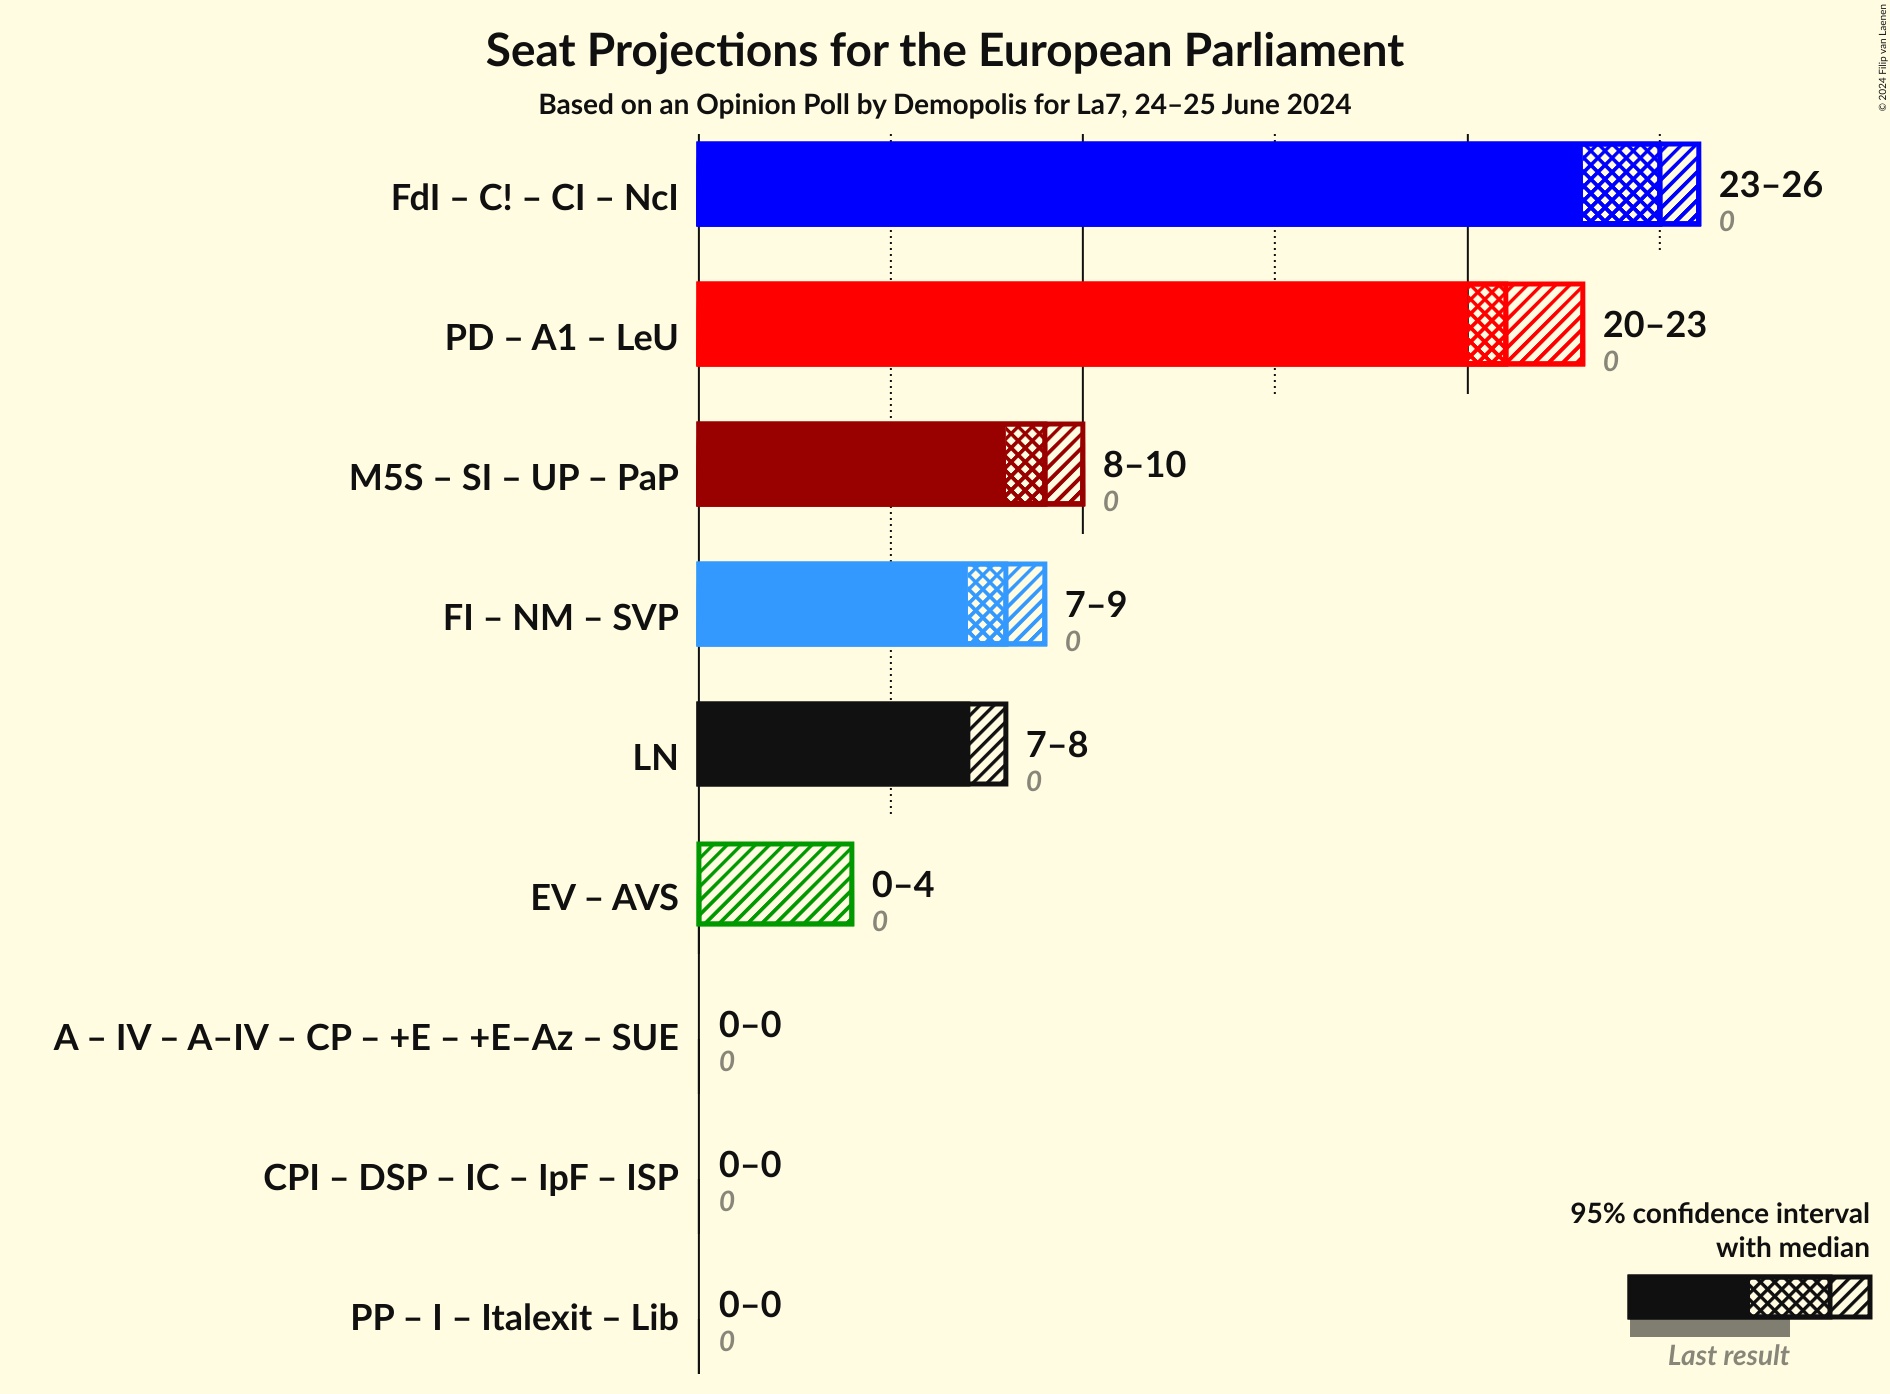 Seat Projections for the European Parliament
Based on an Opinion Poll by Demopolis for La7, 24–25 June 2024
© 2024 Filip van Laenen
FdI – C! – CI – NcI
23–26
0
PD – A1 – LeU
20–23
0
M5S – SI – UP – PaP
8–10
0
FI – NM – SVP
7–9
0
LN
7–8
0
EV – AVS
0–4
0
A – IV – A–IV – CP – +E – +E–Az – SUE
0–0
0
CPI – DSP – IC – IpF – ISP
0–0
0
PP – I – Italexit – Lib
0–0
0
95% confidence interval
with median
Last result